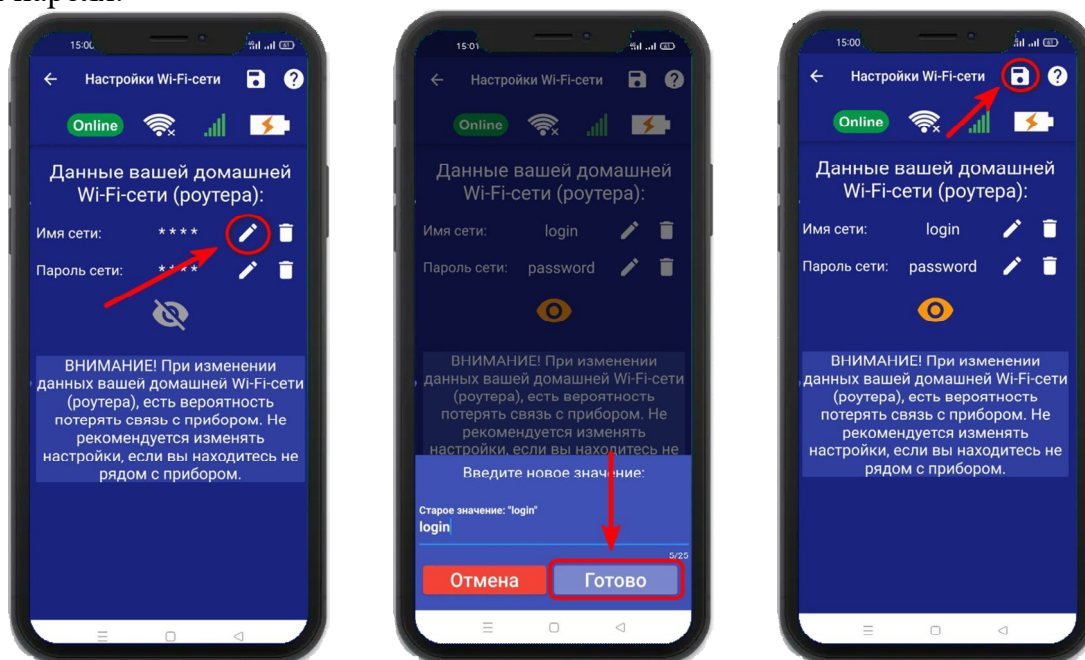 15:00
Настройки Wi-Fi-сети
Online
Данные вашей домашней
Wi-Fi-сети (роутера):
Имя сети: ****
Пароль сети: ****
ВНИМАНИЕ! При изменении
данных вашей домашней Wi-Fi-сети
(роутера), есть вероятность
потерять связь с прибором. Не
рекомендуется изменять
настройки, если вы находитесь не
рядом с прибором.
15:01
Настройки Wi-Fi-сети
Online
Данные вашей домашней
Wi-Fi-сети (роутера):
Имя сети: login
Пароль сети: password
ВНИМАНИЕ! При изменении
данных вашей домашней Wi-Fi-сети
(роутера), есть вероятность
потерять связь с прибором. Не
рекомендуется изменять
настройки, если вы находитесь не
Введите новое значение:
Старое значение: "login"
login
5/25
Отмена Готово
15:00
Настройки Wi-Fi-сети
Online
Данные вашей домашней
Wi-Fi-сети (роутера):
Имя сети: login
Пароль сети: password
ВНИМАНИЕ! При изменении
данных вашей домашней Wi-Fi-сети
(роутера), есть вероятность
потерять связь с прибором. Не
рекомендуется изменять
настройки, если вы находитесь не
рядом с прибором.